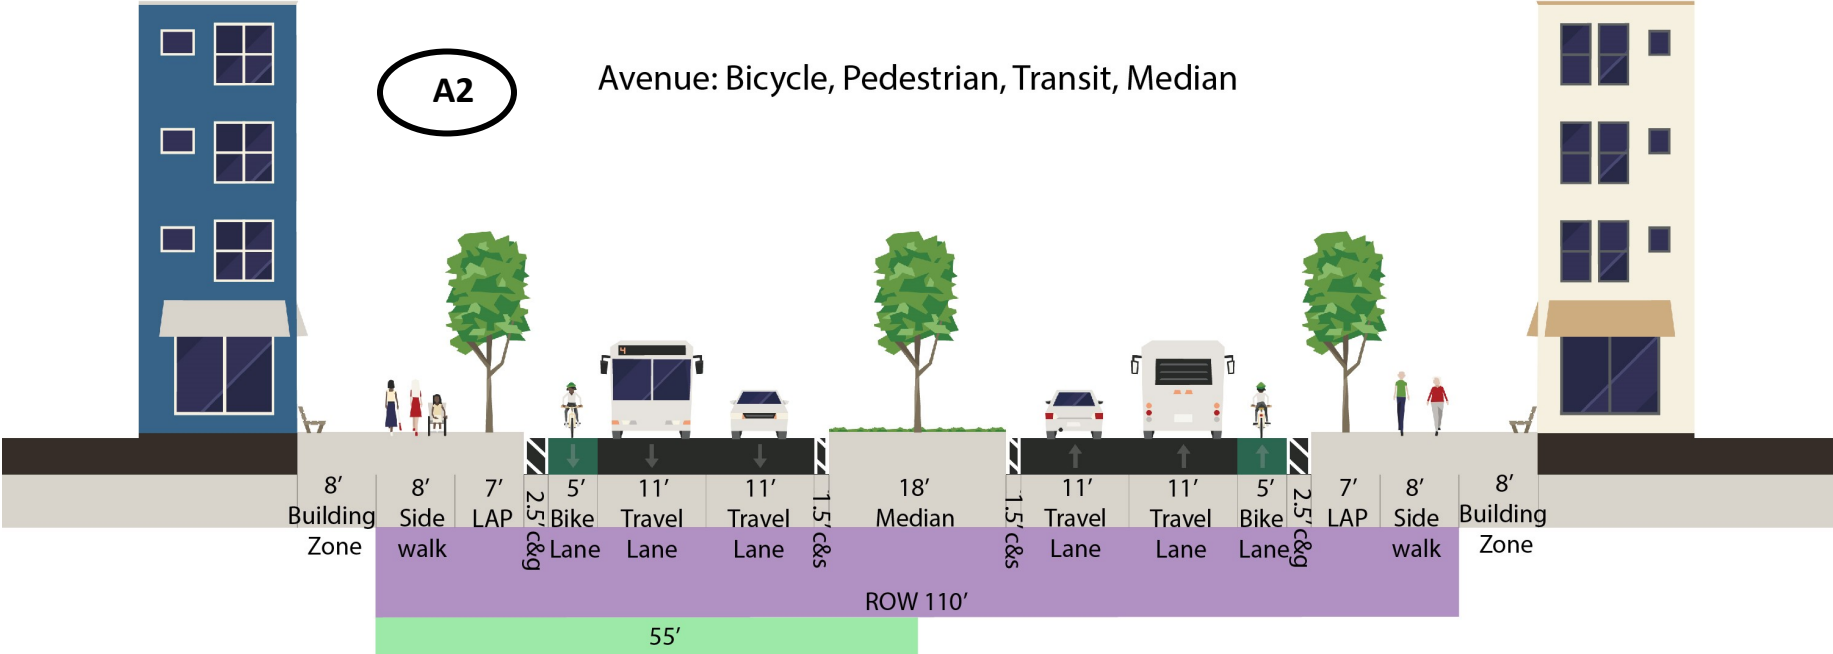 A2
Avenue: Bicycle, Pedestrian, Transit, Median
4
8’
Building
Zone
8’
Side
walk
7’
LAP
2.5’ c&g
5’
Bike
Lane
11’
Travel
Lane
11’
Travel
Lane
1.5’ c&s
18’
Median
1.5’ c&s
11’
Travel
Lane
11’
Travel
Lane
5’
Bike
Lane
2.5’ c&g
7’
LAP
8’
Side
walk
8’
Building
Zone
ROW 110’
55’